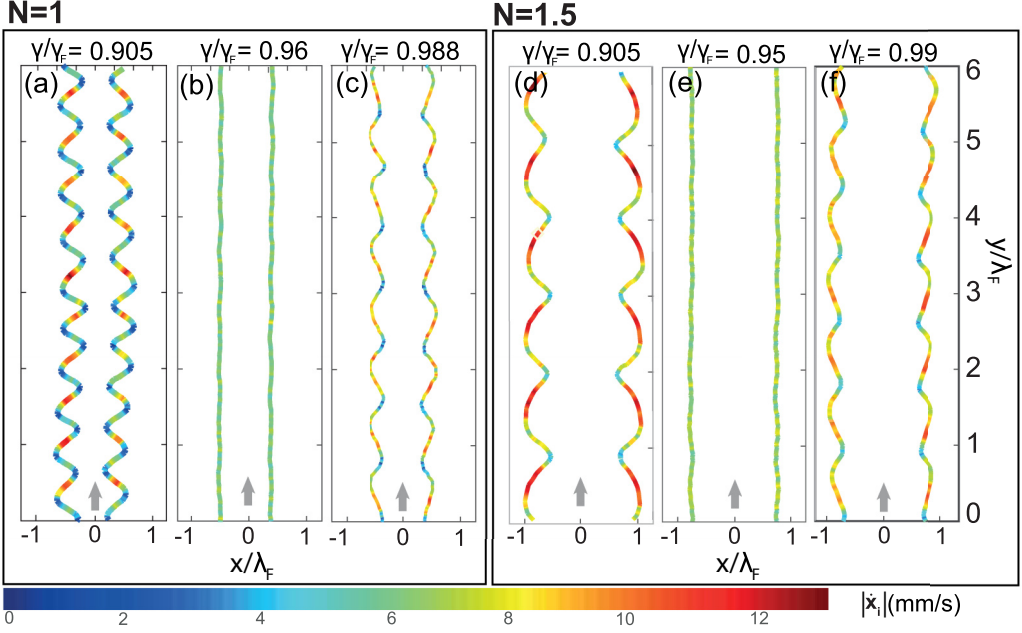 N=1
N=1.5
γ/γF = 0.905
γ/γF = 0.96
γ/γF = 0.988
γ/γF = 0.905
γ/γF = 0.95
γ/γF = 0.99
(a)
(b)
(c)
(d)
(e)
(f)
6
5
4
3
2
1
0
y/λF
-1 0 1
-1 0 1
-1 0 1
-1 0 1
-1 0 1
-1 0 1
x/λF
x/λF
0 2 4 6 8 10 12
|ẋi|(mm/s)